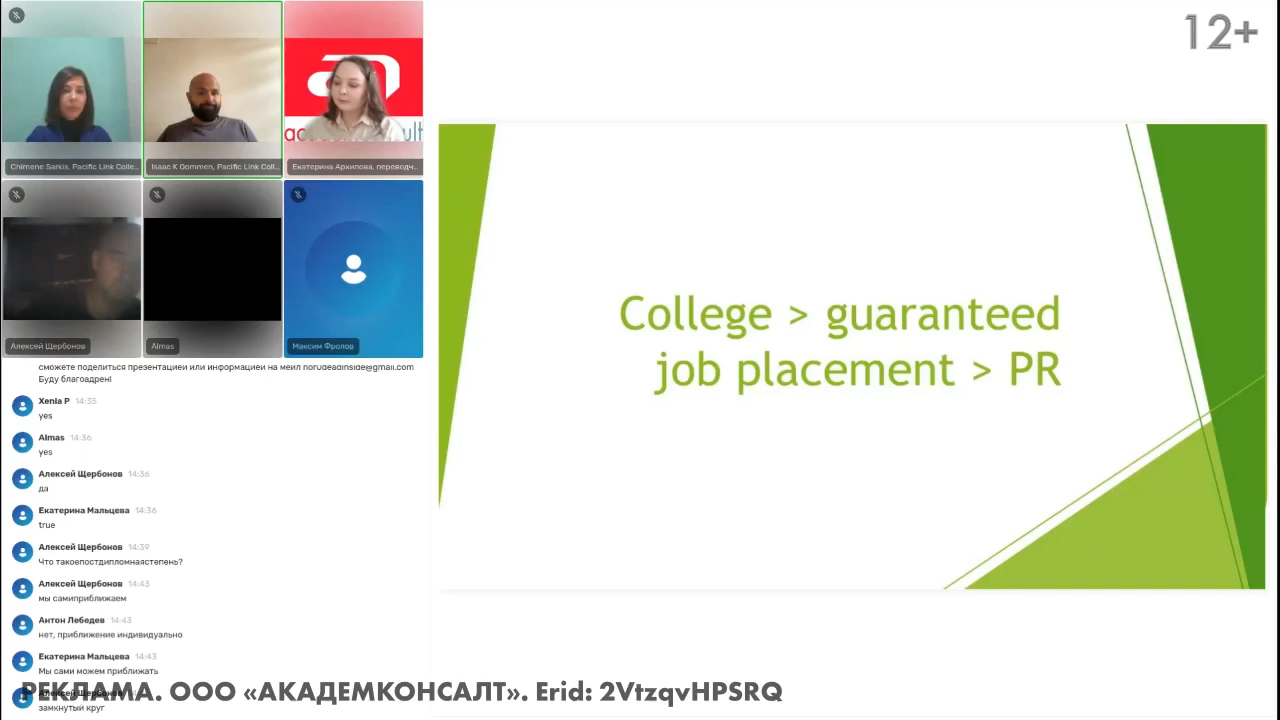 12+
Chimene Sarkis, Pacific Link Colle...
Isaac K Oommen, Pacific Link Coll...
Екатерина Архипова, переводч...
Алексей Щербонов
Almas
Максим Фролов
сможете поделиться презентацией или информацией на меил
Буду благоадрен!
Xenia P 14:35
yes
Almas 14:36
yes
Алексей Щербонов 14:36
да
Екатерина Мальцева 14:36
true
Алексей Щербонов 14:39
Что такоепостдипломнаястепень?
Алексей Щербонов 14:43
мы самиприближаем
Антон Лебедев 14:43
нет, приближение индивидуально
Екатерина Мальцева 14:43
Мы сами можем приближать
Алексей Щербонов
замкнутый круг
College > guaranteed
job placement > PR
РЕКЛАМА. ООО «АКАДЕМКОНСАЛТ». Erid: 2VtzqvHPSRQ